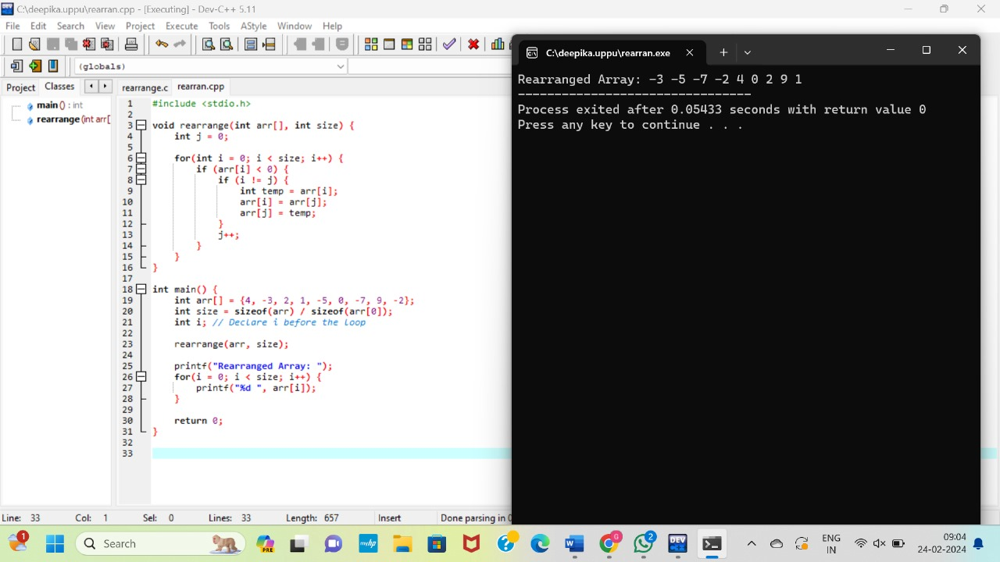 C:\deepika.uppu\rearran.cpp - [Executing] - Dev-C++ 5.11
File Edit Search View Project Execute Tools AStyle Window Help
(globals)
Project Classes
main() : int
rearrange (int arr[
rearrange.c rearran.cpp
1 #include <stdio.h>
2
3 void rearrange(int arr[], int size) {
4 int j = 0;
5
6 for(int i = 0; i < size; i++) {
7 if (arr[i] < 0) {
8 if (i != j) {
9 int temp = arr[i];
10 arr[i] = arr[j];
11 arr[j] = temp;
12 }
13 j++;
14 }
15 }
16 }
17
18 int main() {
19 int arr[] = {4, -3, 2, 1, -5, 0, -7, 9, -2};
20 int size = sizeof(arr) / sizeof(arr[0]);
21 int i; // Declare i before the loop
22
23 rearrange(arr, size);
24
25 printf("Rearranged Array: ");
26 for(i = 0; i < size; i++) {
27 printf("%d ", arr[i]);
28 }
29
30 return 0;
31 }
32
33
C:\deepika.uppu\rearran.exe
Rearranged Array: -3 -5 -7 -2 4 0 2 9 1
--------------------------------
Process exited after 0.05433 seconds with return value 0
Press any key to continue . . .
Line: 33 Col: 1 Sel: 0 Lines: 33 Length: 657 Insert Done parsing in 0
1
Search
PRE
myhp
G
2
DEV
ENG
IN
09:04
24-02-2024